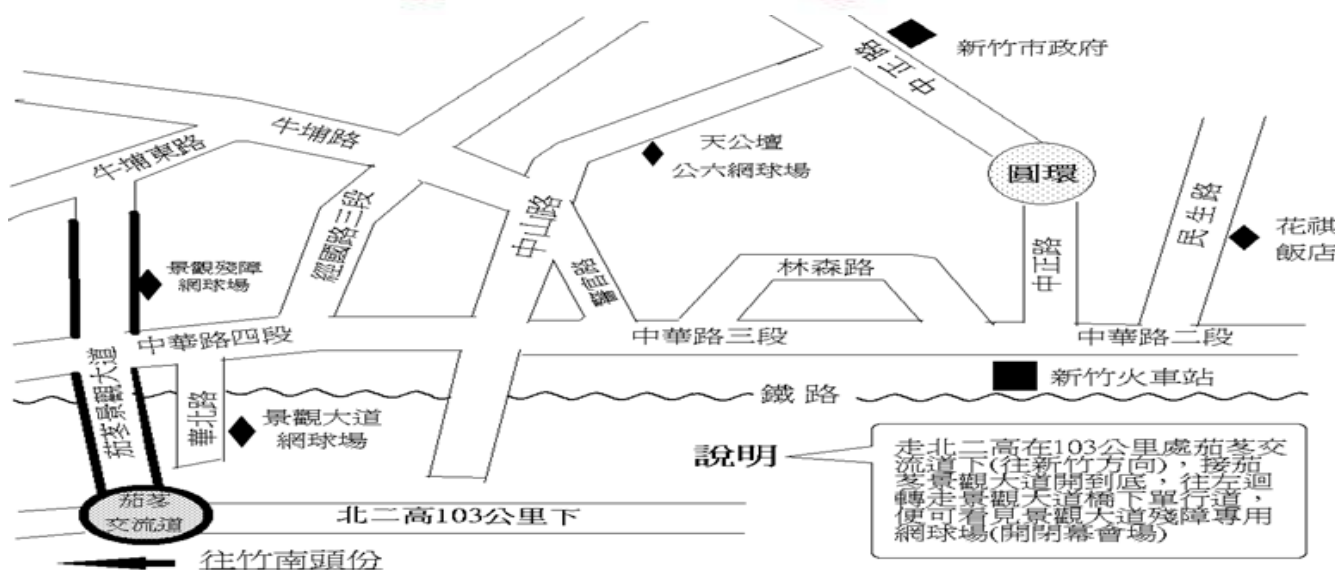 新竹市政府
中正路
牛埔路
牛埔東路
天公壇
公六網球場
圓環
民生路
花祺
飯店
中山路
經國路三段
景觀殘障
網球場
警官路
林森路
中正路
中華路四段
中華路三段
中華路二段
茄苳景觀大道
新竹火車站
鐵路
華北路
景觀大道
網球場
說明
走北二高在103公里處茄苳交
流道下(往新竹方向)，接茄
苳景觀大道開到底，往左迴
轉走景觀大道橋下單行道，
便可看見景觀大道殘障專用
網球場(開閉幕會場)
茄苳
交流道
北二高103公里下
往竹南頭份